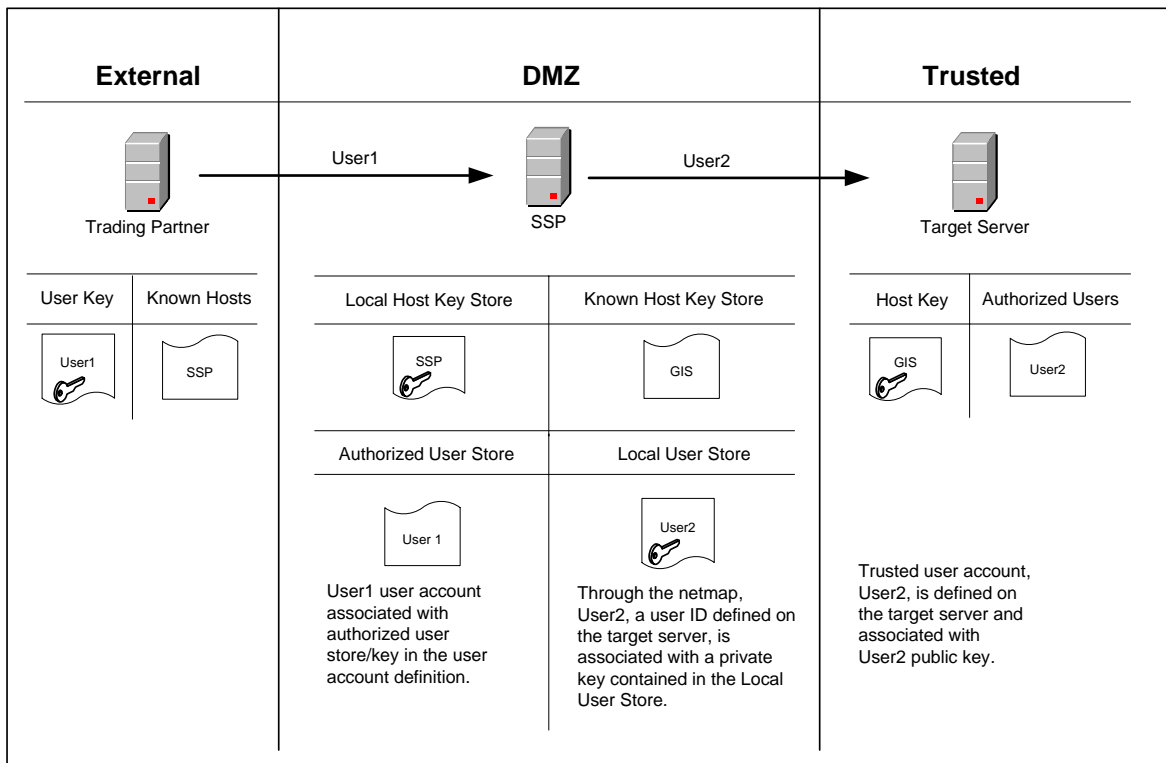 External
DMZ
Trusted
User1
User2
Trading Partner
SSP
Target Server
User Key
Known Hosts
Local Host Key Store
Known Host Key Store
Host Key
Authorized Users
User1
SSP
SSP
GIS
GIS
User2
Authorized User Store
Local User Store
User 1
User2
User1 user account
associated with
authorized user
store/key in the user
account definition.
Through the netmap,
User2, a user ID defined on
the target server, is
associated with a private
key contained in the Local
User Store.
Trusted user account,
User2, is defined on
the target server and
associated with
User2 public key.